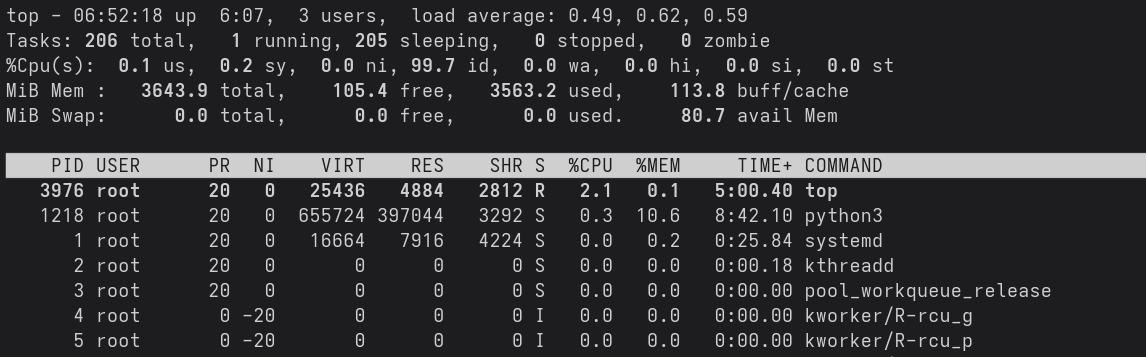 top - 06:52:18 up  6:07,  3 users,  load average: 0.49, 0.62, 0.59
Tasks: 206 total,   1 running, 205 sleeping,   0 stopped,   0 zombie
%Cpu(s):  0.1 us,  0.2 sy,  0.0 ni, 99.7 id,  0.0 wa,  0.0 hi,  0.0 si,  0.0 st
MiB Mem :   3643.9 total,    105.4 free,   3563.2 used,    113.8 buff/cache
MiB Swap:      0.0 total,      0.0 free,      0.0 used.     80.7 avail Mem
    PID USER      PR  NI    VIRT    RES    SHR S  %CPU  %MEM     TIME+ COMMAND
   3976 root      20   0   25436   4884   2812 R   2.1   0.1   5:00.40 top
   1218 root      20   0  655724 397044   3292 S   0.3  10.6   8:42.10 python3
      1 root      20   0   16664   7916   4224 S   0.0   0.2   0:25.84 systemd
      2 root      20   0       0      0      0 S   0.0   0.0   0:00.18 kthreadd
      3 root      20   0       0      0      0 S   0.0   0.0   0:00.00 pool_workqueue_release
      4 root       0 -20       0      0      0 I   0.0   0.0   0:00.00 kworker/R-rcu_g
      5 root       0 -20       0      0      0 I   0.0   0.0   0:00.00 kworker/R-rcu_p